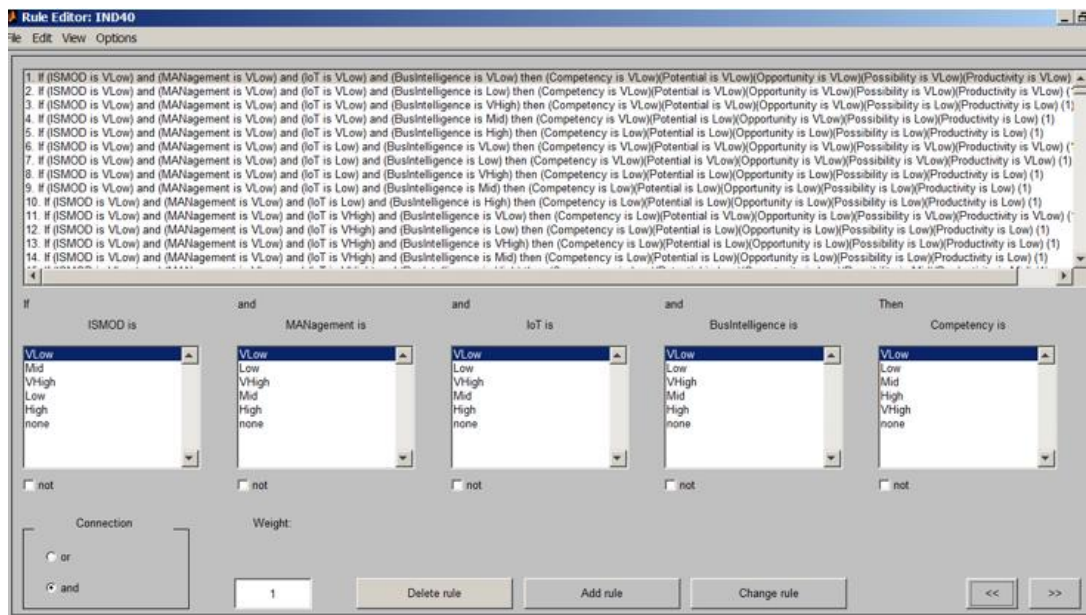 Rule Editor: IND40
File Edit View Options
1. If (ISMOD is VLow) and (MANagement is VLow) and (IoT is VLow) and (BusIntelligence is VLow) then (Competency is VLow)(Potential is VLow)(Opportunity is VLow)(Possibility is VLow)(Productivity is VLow)
2. If (ISMOD is VLow) and (MANagement is VLow) and (IoT is VLow) and (BusIntelligence is Low) then (Competency is VLow)(Potential is VLow)(Opportunity is VLow)(Possibility is VLow)(Productivity is VLow) (
3. If (ISMOD is VLow) and (MANagement is VLow) and (IoT is VLow) and (BusIntelligence is VHigh) then (Competency is VLow)(Potential is VLow)(Opportunity is VLow)(Possibility is Low)(Productivity is Low) (1)
4. If (ISMOD is VLow) and (MANagement is VLow) and (IoT is VLow) and (BusIntelligence is Mid) then (Competency is VLow)(Potential is Low)(Opportunity is VLow)(Possibility is Low)(Productivity is Low) (1)
5. If (ISMOD is VLow) and (MANagement is VLow) and (IoT is VLow) and (BusIntelligence is High) then (Competency is Low)(Potential is Low)(Opportunity is Low)(Possibility is Low)(Productivity is Low) (1)
6. If (ISMOD is VLow) and (MANagement is VLow) and (IoT is Low) and (BusIntelligence is VLow) then (Competency is VLow)(Potential is VLow)(Opportunity is VLow)(Possibility is VLow)(Productivity is VLow) (
7. If (ISMOD is VLow) and (MANagement is VLow) and (IoT is Low) and (BusIntelligence is Low) then (Competency is VLow)(Potential is VLow)(Opportunity is VLow)(Possibility is VLow)(Productivity is VLow) (1)
8. If (ISMOD is VLow) and (MANagement is VLow) and (IoT is Low) and (BusIntelligence is VHigh) then (Competency is VLow)(Potential is VLow)(Opportunity is VLow)(Possibility is Low)(Productivity is Low) (1)
9. If (ISMOD is VLow) and (MANagement is VLow) and (IoT is Low) and (BusIntelligence is Mid) then (Competency is Low)(Potential is Low)(Opportunity is Low)(Possibility is Low)(Productivity is Low) (1)
10. If (ISMOD is VLow) and (MANagement is VLow) and (IoT is Low) and (BusIntelligence is High) then (Competency is Low)(Potential is Low)(Opportunity is Low)(Possibility is Low)(Productivity is Low) (1)
11. If (ISMOD is VLow) and (MANagement is VLow) and (IoT is VHigh) and (BusIntelligence is VLow) then (Competency is Low)(Potential is VLow)(Opportunity is Low)(Possibility is VLow)(Productivity is VLow) (
12. If (ISMOD is VLow) and (MANagement is VLow) and (IoT is VHigh) and (BusIntelligence is Low) then (Competency is Low)(Potential is VLow)(Opportunity is Low)(Possibility is Low)(Productivity is Low) (1)
13. If (ISMOD is VLow) and (MANagement is VLow) and (IoT is VHigh) and (BusIntelligence is VHigh) then (Competency is Low)(Potential is Low)(Opportunity is Low)(Possibility is Low)(Productivity is Low) (1)
14. If (ISMOD is VLow) and (MANagement is VLow) and (IoT is VHigh) and (BusIntelligence is Mid) then (Competency is Low)(Potential is Low)(Opportunity is Low)(Possibility is Low)(Productivity is Low) (1)
If and and and Then
ISMOD is MANagement is IoT is BusIntelligence is Competency is
VLow VLow VLow VLow VLow
Mid Low Low Low Low
VHigh VHigh VHigh VHigh Mid
Low Mid Mid Mid High
High High High High VHigh
none none none none none
not not not not not
Connection Weight:
or
and 1 Delete rule Add rule Change rule << >>